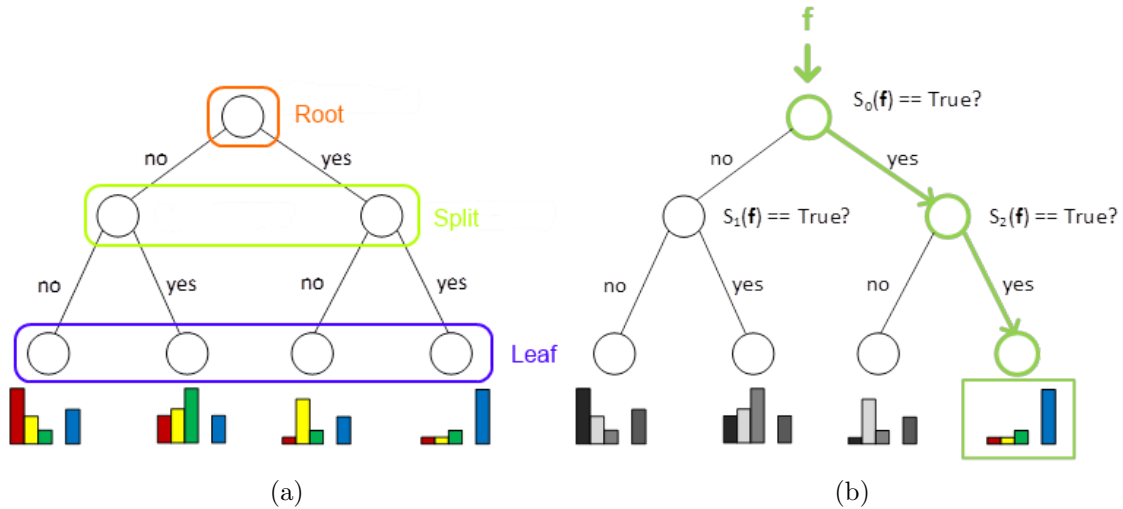 Root
no
yes
Split
no
yes
no
yes
Leaf
(a)
f
S₀(f) == True?
no
yes
S₁(f) == True?
S₂(f) == True?
no
yes
no
yes
(b)